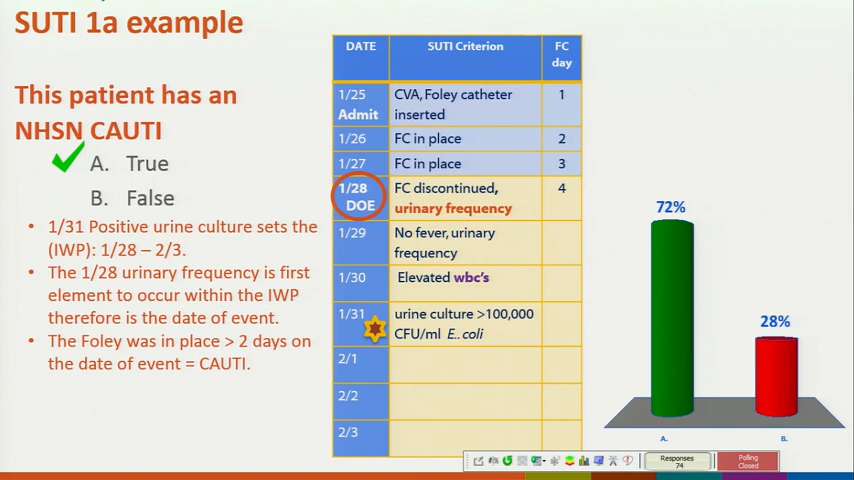 SUTI 1a example
This patient has an
NHSN CAUTI
A. True
B. False
• 1/31 Positive urine culture sets the
(IWP): 1/28 – 2/3.
• The 1/28 urinary frequency is first
element to occur within the IWP
therefore is the date of event.
• The Foley was in place > 2 days on
the date of event = CAUTI.
DATE SUTI Criterion FC
day
1/25 CVA, Foley catheter 1
Admit inserted
1/26 FC in place 2
1/27 FC in place 3
1/28 FC discontinued, 4
DOE urinary frequency
1/29 No fever, urinary
frequency
1/30 Elevated wbc's
1/31 urine culture >100,000
CFU/ml E..coli
2/1
2/2
2/3
72%
28%
A. B.
Responses
74
Polling
Closed